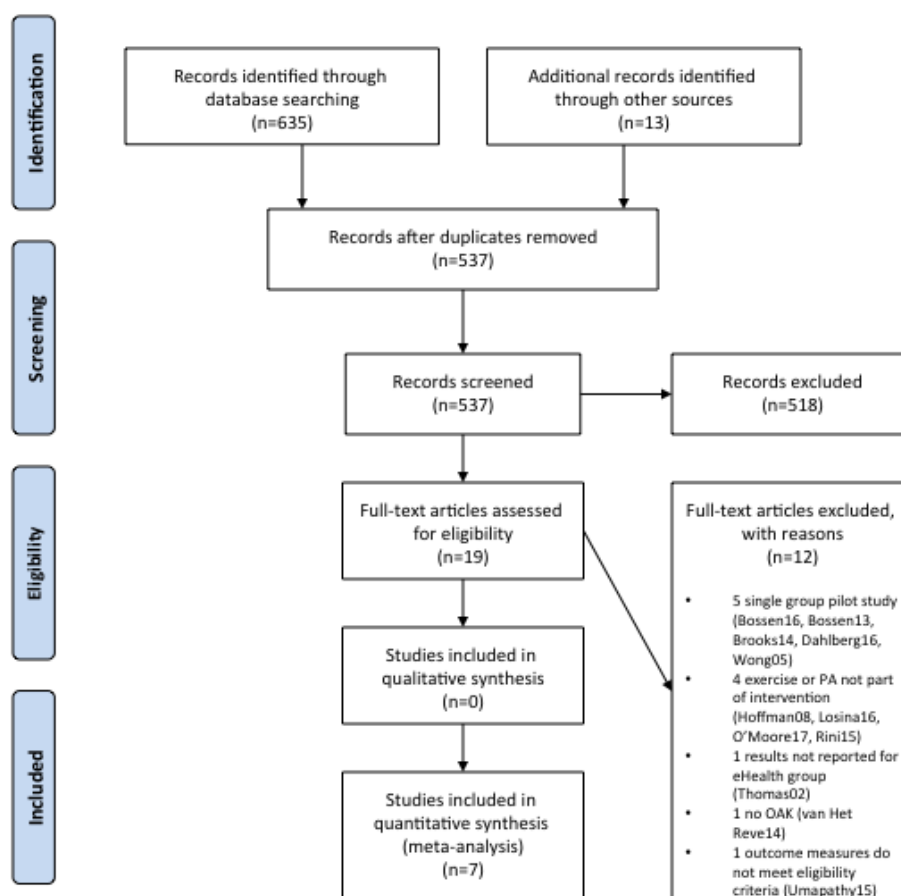 Identification
Records identified through
database searching
(n=635)
Additional records identified
through other sources
(n=13)
Records after duplicates removed
(n=537)
Screening
Records screened
(n=537)
Records excluded
(n=518)
Eligibility
Full-text articles assessed
for eligibility
(n=19)
Full-text articles excluded,
with reasons
(n=12)
• 5 single group pilot study
(Bossen16, Bossen13,
Brooks14, Dahlberg16,
Wong05)
• 4 exercise or PA not part
of intervention
(Hoffman08, Losina16,
O’Moore17, Rini15)
• 1 results not reported for
eHealth group
(Thomas02)
• 1 no OAK (van Het
Reve14)
• 1 outcome measures do
not meet eligibility
criteria (Umapathy15)
Studies included in
qualitative synthesis
(n=0)
Included
Studies included in
quantitative synthesis
(meta-analysis)
(n=7)